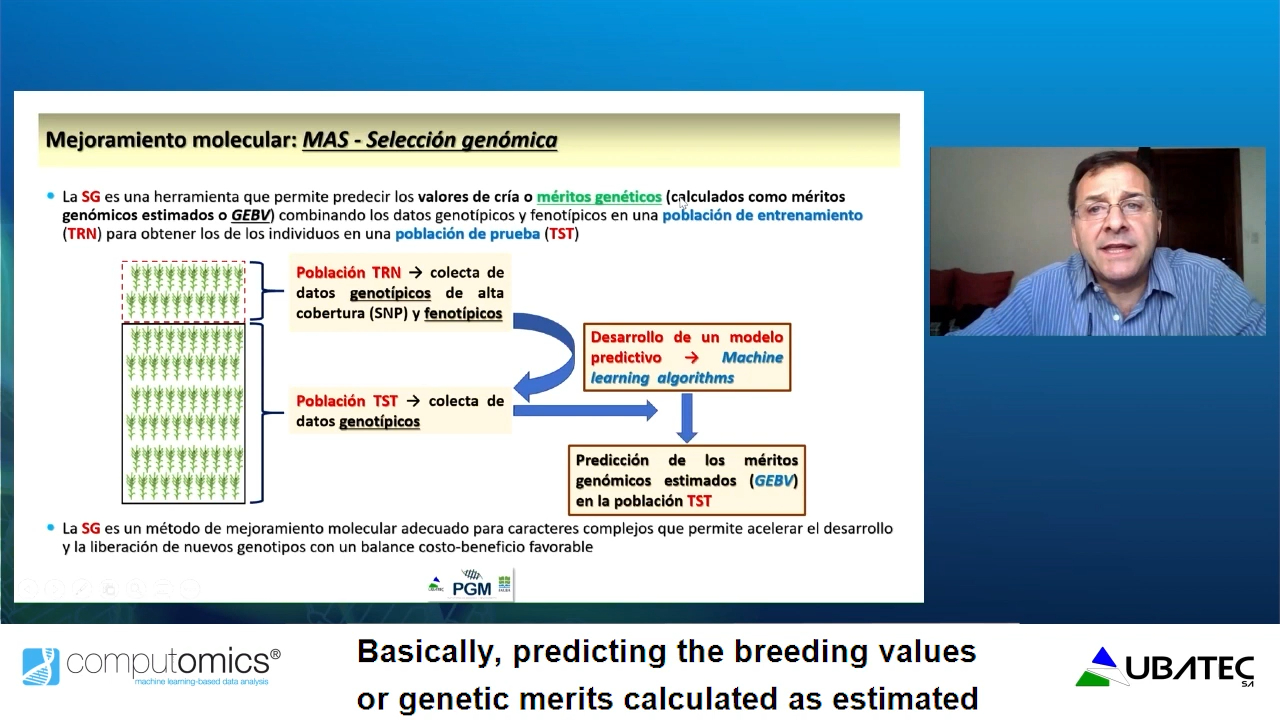 Mejoramiento molecular: MAS - Selección genómica
La SG es una herramienta que permite predecir los valores de cría o méritos genéticos (calculados como méritos
genómicos estimados o GEBV) combinando los datos genotípicos y fenotípicos en una población de entrenamiento
(TRN) para obtener los de los individuos en una población de prueba (TST)
Población TRN → colecta de
datos genotípicos de alta
cobertura (SNP) y fenotípicos
Desarrollo de un modelo
predictivo → Machine
learning algorithms
Población TST → colecta de
datos genotípicos
Predicción de los méritos
genómicos estimados (GEBV)
en la población TST
La SG es un método de mejoramiento molecular adecuado para caracteres complejos que permite acelerar el desarrollo
y la liberación de nuevos genotipos con un balance costo-beneficio favorable
UBATEC
PGM
computomics®
machine learning-based data analysis
Basically, predicting the breeding values
or genetic merits calculated as estimated
UBATEC
SA